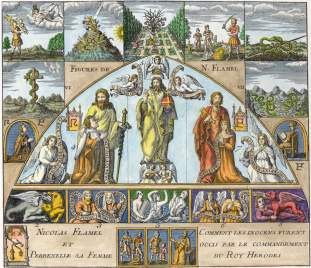 FIGURES DE N. FLAMEL
NICOLAS FLAMEL
ET
PERRENELLE SA FEMME
COMMENT LES INOCENS FURENT
OCCIS PAR LE COMMANDEMENT
DU ROY HERODES